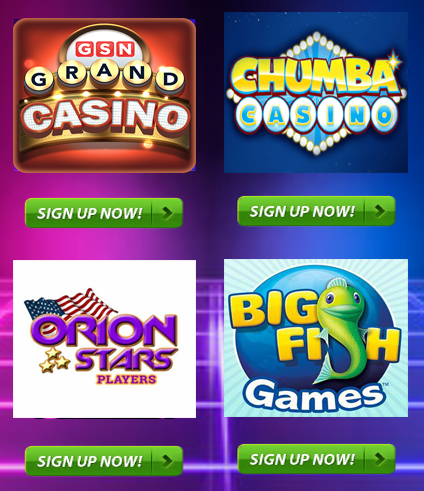 GSN
GRAND
CASINO
SIGN UP NOW!
CHUMBA
CASINO
SIGN UP NOW!
ORION
STARS
PLAYERS
SIGN UP NOW!
BIG
FISH
Games™
SIGN UP NOW!